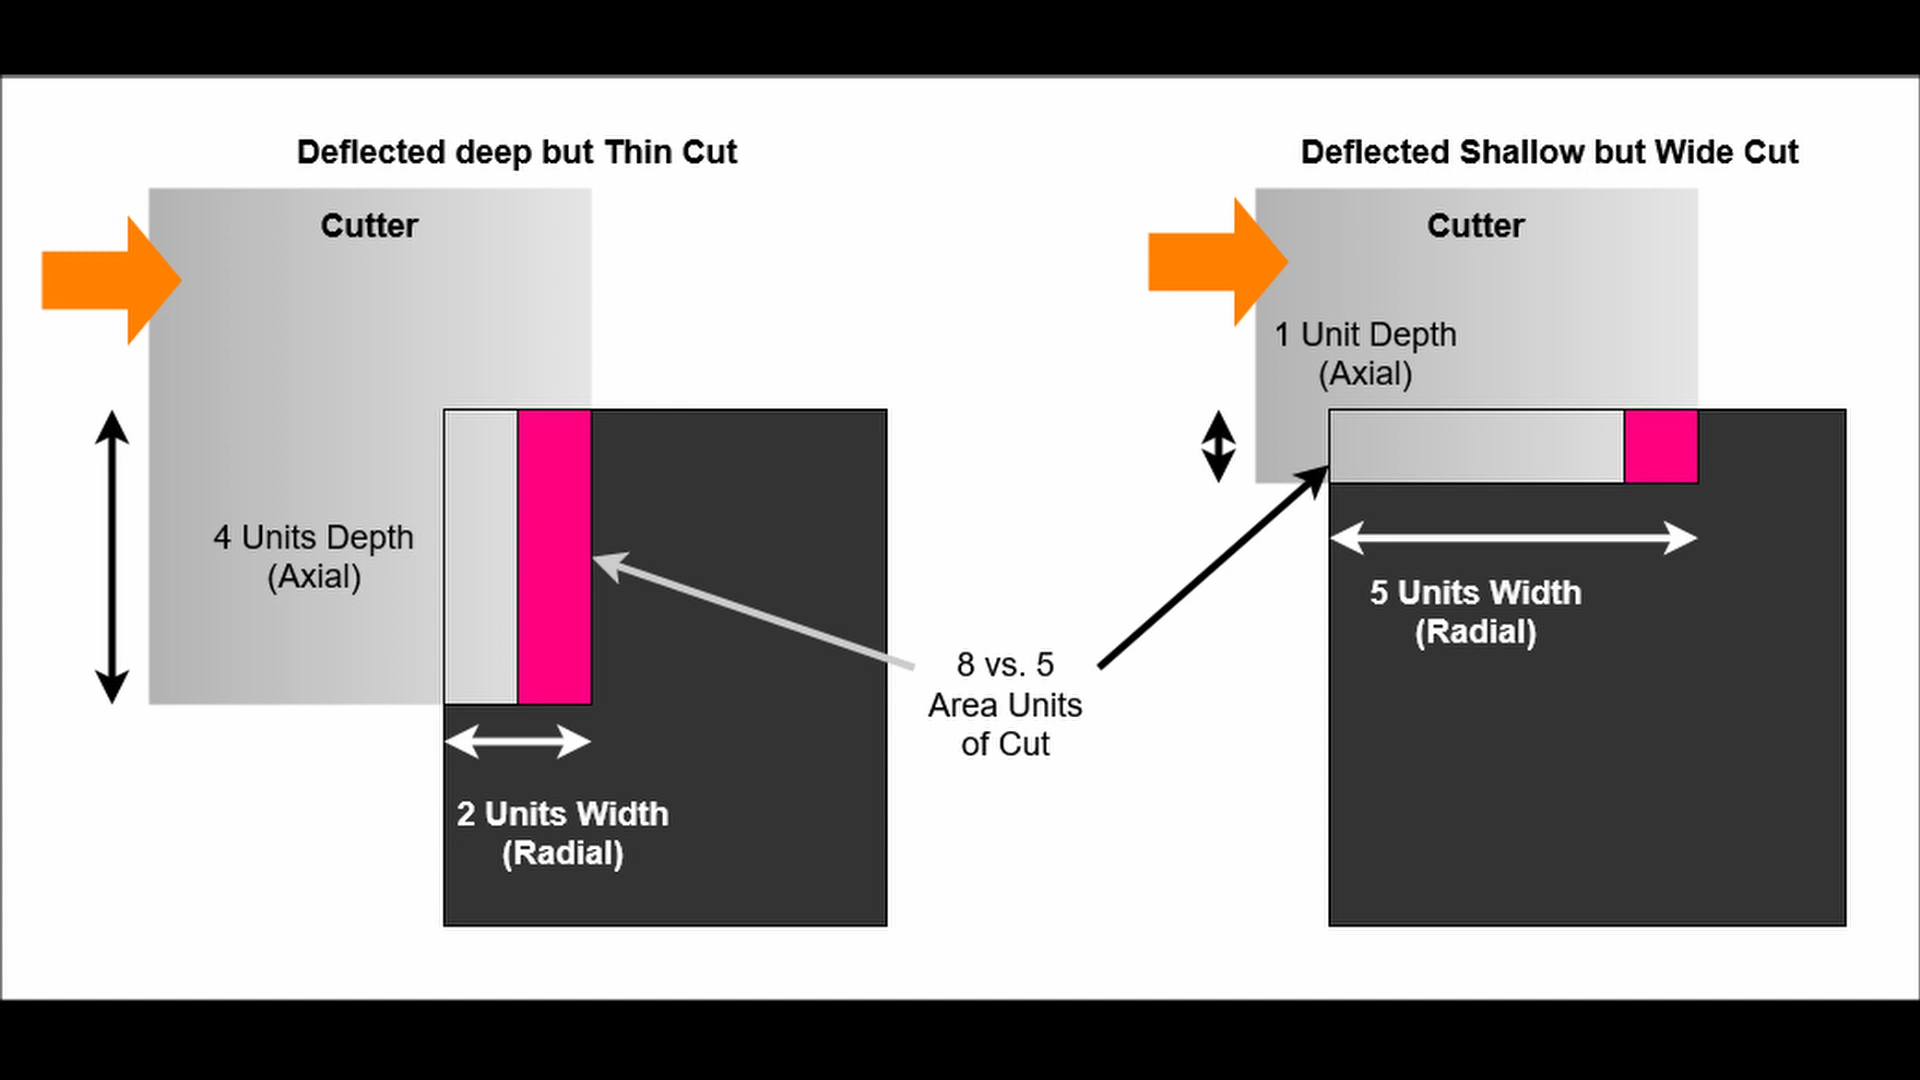 Deflected deep but Thin Cut
Cutter
4 Units Depth
(Axial)
2 Units Width
(Radial)
8 vs. 5
Area Units
of Cut
Deflected Shallow but Wide Cut
Cutter
1 Unit Depth
(Axial)
5 Units Width
(Radial)